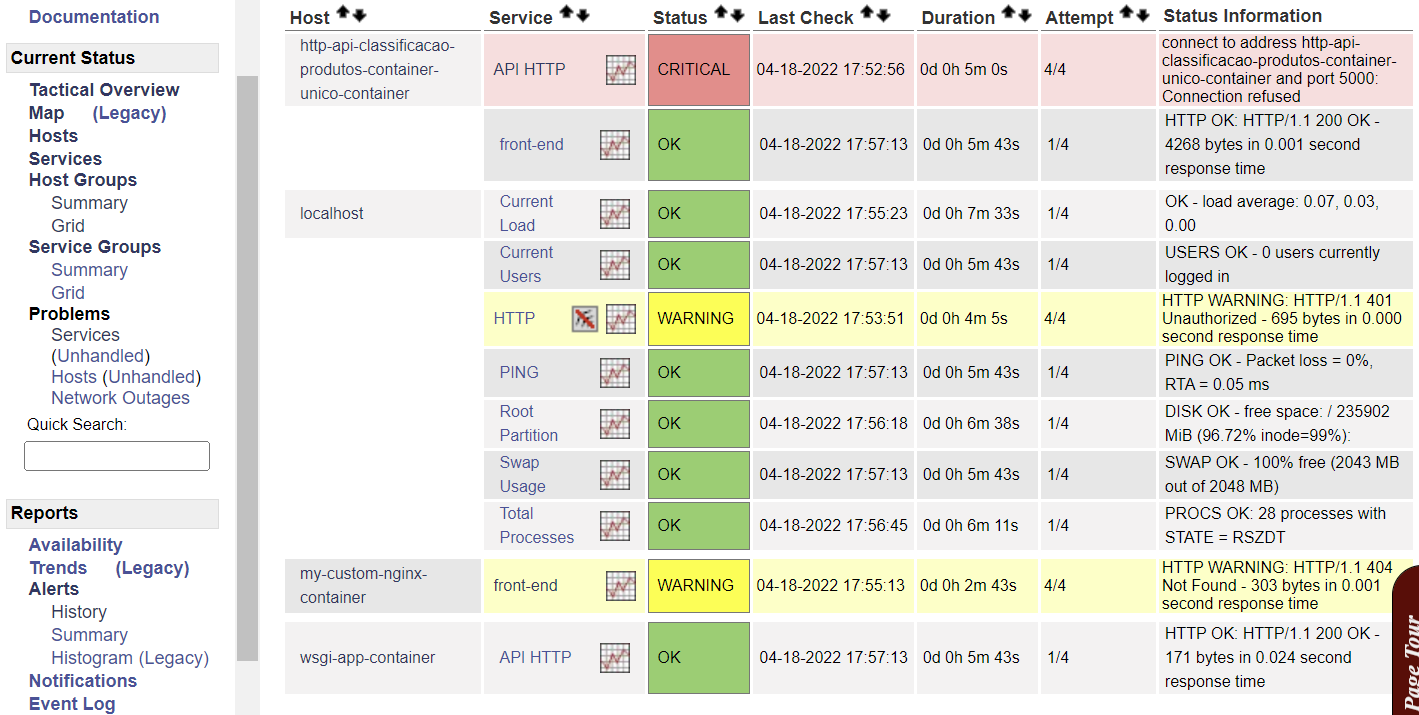 Documentation
Current Status
Tactical Overview
Map (Legacy)
Hosts
Services
Host Groups
Summary
Grid
Service Groups
Summary
Grid
Problems
Services
(Unhandled)
Hosts (Unhandled)
Network Outages
Quick Search:
Reports
Availability
Trends (Legacy)
Alerts
History
Summary
Histogram (Legacy)
Notifications
Event Log
Host Service Status Last Check Duration Attempt Status Information
http-api-classificacao-
produtos-container-
unico-container
API HTTP
CRITICAL
04-18-2022 17:52:56
0d 0h 5m 0s
4/4
connect to address http-api-
classificacao-produtos-container-
unico-container and port 5000:
Connection refused
front-end
OK
04-18-2022 17:57:13
0d 0h 5m 43s
1/4
HTTP OK: HTTP/1.1 200 OK -
4268 bytes in 0.001 second
response time
localhost
Current
Load
OK
04-18-2022 17:55:23
0d 0h 7m 33s
1/4
OK - load average: 0.07, 0.03,
0.00
Current
Users
OK
04-18-2022 17:57:13
0d 0h 5m 43s
1/4
USERS OK - 0 users currently
logged in
HTTP
WARNING
04-18-2022 17:53:51
0d 0h 4m 5s
4/4
HTTP WARNING: HTTP/1.1 401
Unauthorized - 695 bytes in 0.000
second response time
PING
OK
04-18-2022 17:57:13
0d 0h 5m 43s
1/4
PING OK - Packet loss = 0%,
RTA = 0.05 ms
Root
Partition
OK
04-18-2022 17:56:18
0d 0h 6m 38s
1/4
DISK OK - free space: / 235902
MiB (96.72% inode=99%):
Swap
Usage
OK
04-18-2022 17:57:13
0d 0h 5m 43s
1/4
SWAP OK - 100% free (2043 MB
out of 2048 MB)
Total
Processes
OK
04-18-2022 17:56:45
0d 0h 6m 11s
1/4
PROCS OK: 28 processes with
STATE = RSZDT
my-custom-nginx-
container
front-end
WARNING
04-18-2022 17:55:13
0d 0h 2m 43s
4/4
HTTP WARNING: HTTP/1.1 404
Not Found - 303 bytes in 0.001
second response time
wsgi-app-container
API HTTP
OK
04-18-2022 17:57:13
0d 0h 5m 43s
1/4
HTTP OK: HTTP/1.1 200 OK -
171 bytes in 0.024 second
response time
Page Tour